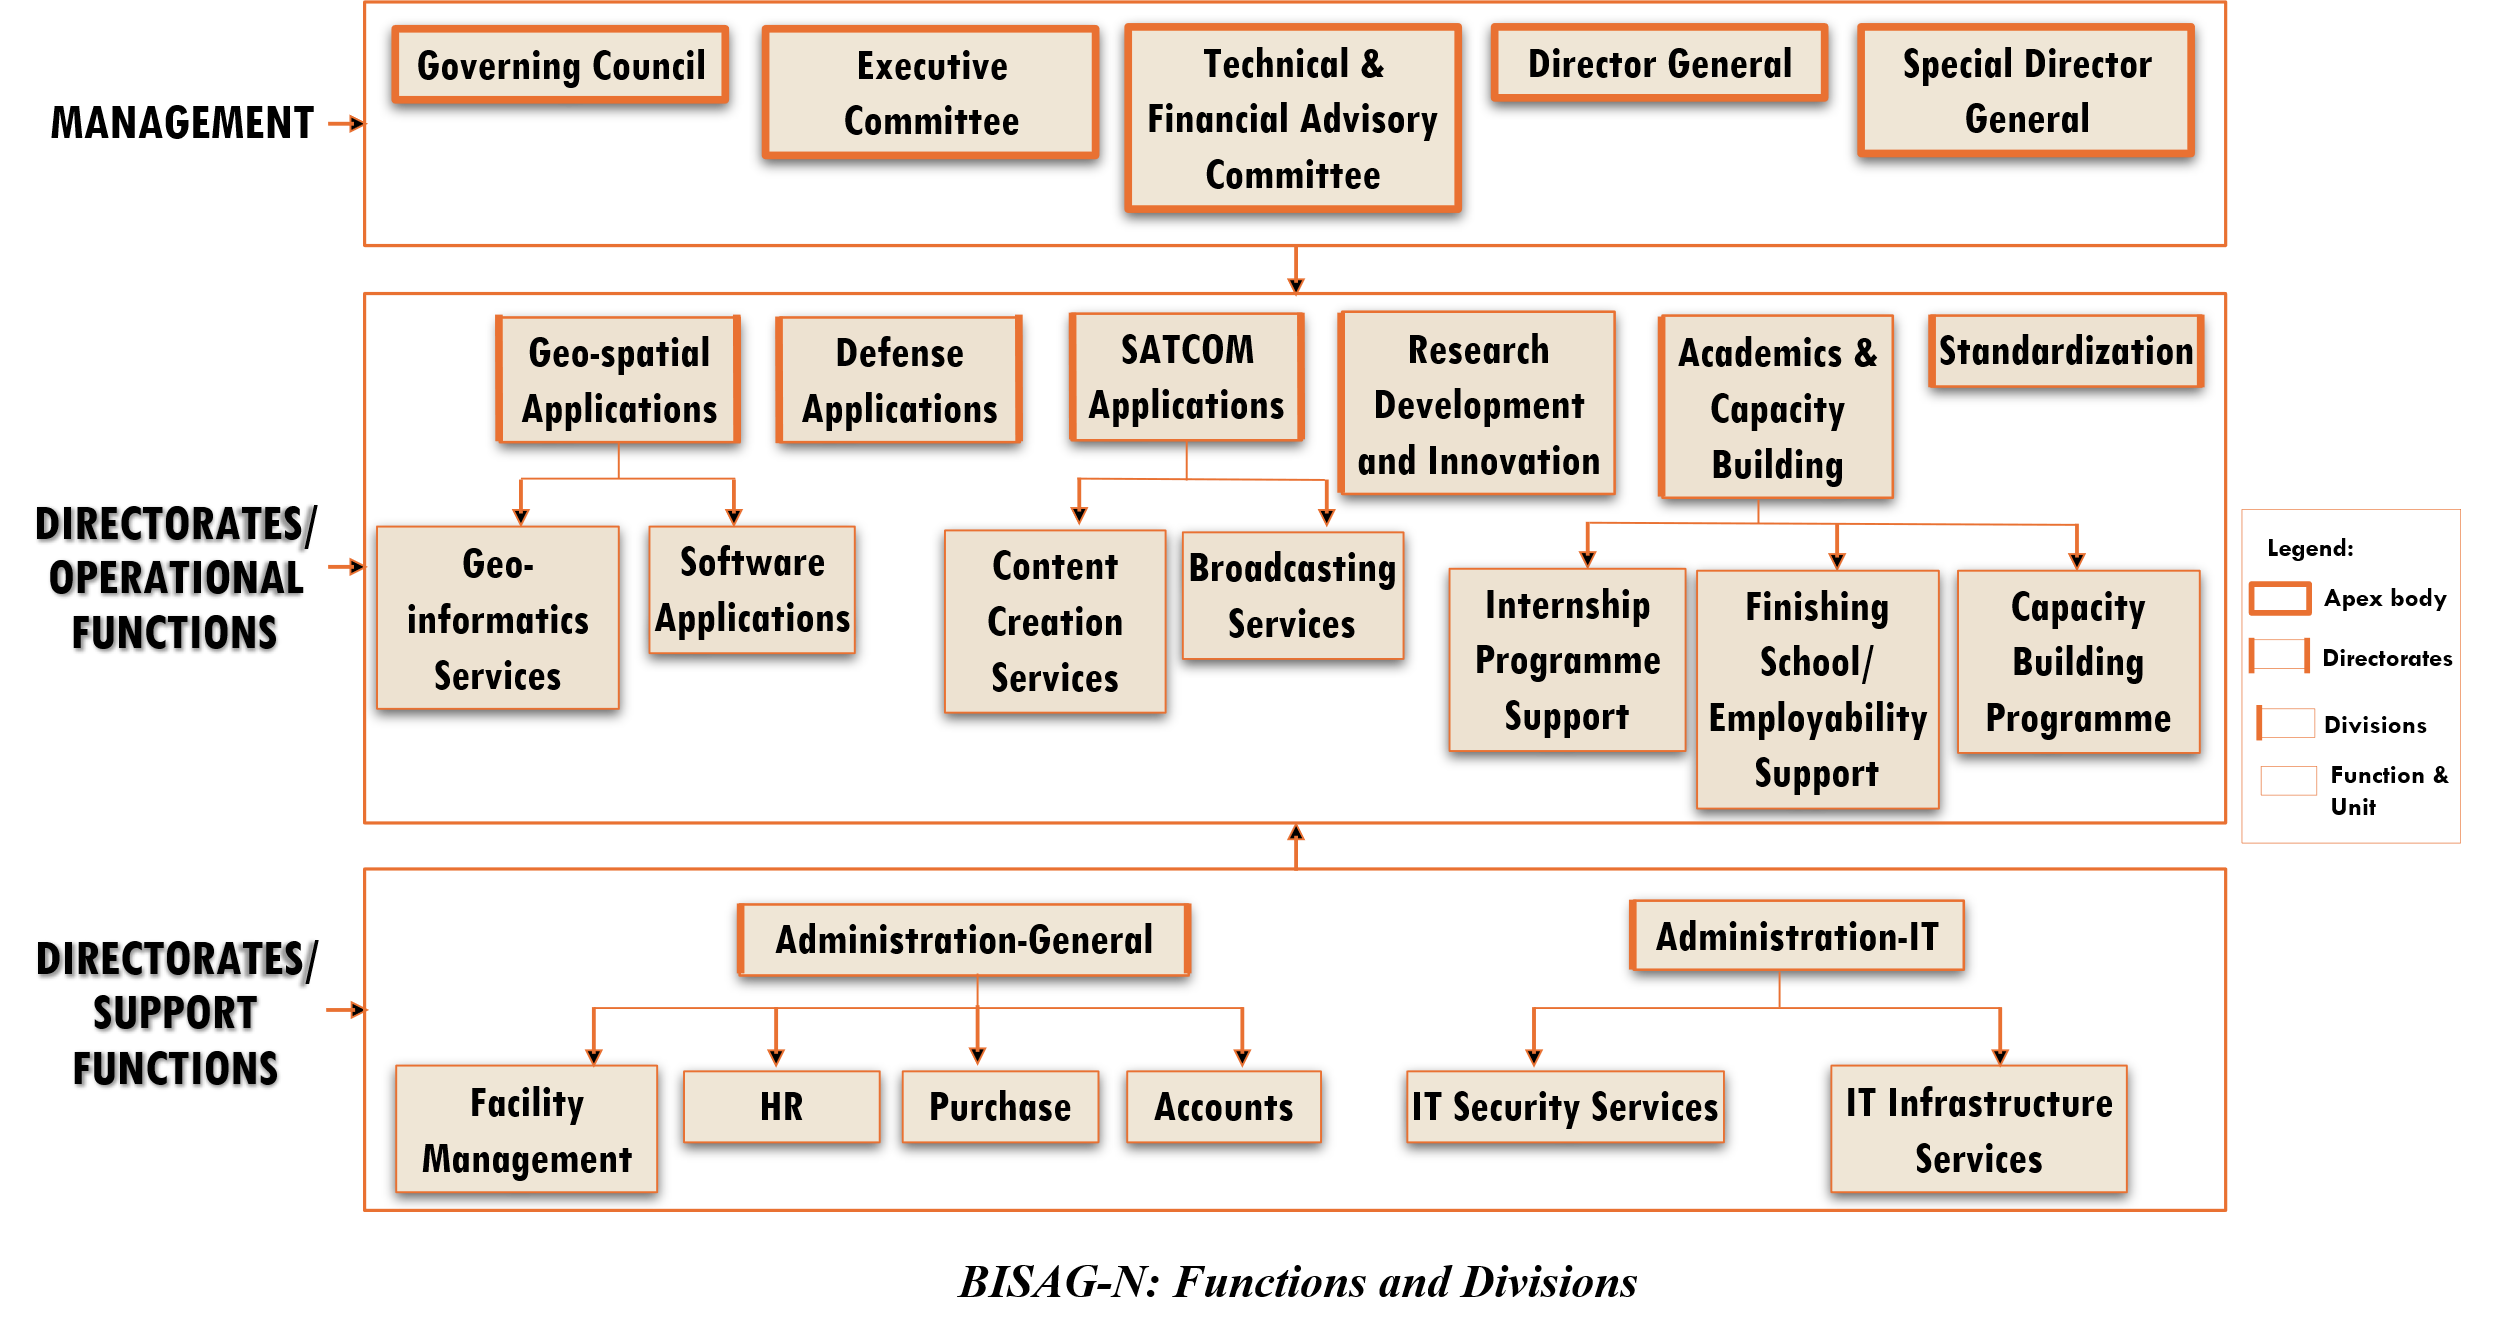 Governing Council
Executive
Committee
Technical &
Financial Advisory
Committee
Director General
Special Director
General
MANAGEMENT
Geo-spatial
Applications
Defense
Applications
SATCOM
Applications
Research
Development
and Innovation
Academics &
Capacity
Building
Standardization
DIRECTORATES/
OPERATIONAL
FUNCTIONS
Geo-
informatics
Services
Software
Applications
Content
Creation
Services
Broadcasting
Services
Internship
Programme
Support
Finishing
School/
Employability
Support
Capacity
Building
Programme
Legend:
Apex body
Directorates
Divisions
Function &
Unit
DIRECTORATES/
SUPPORT
FUNCTIONS
Administration-General
Administration-IT
Facility
Management
HR
Purchase
Accounts
IT Security Services
IT Infrastructure
Services
BISAG-N: Functions and Divisions